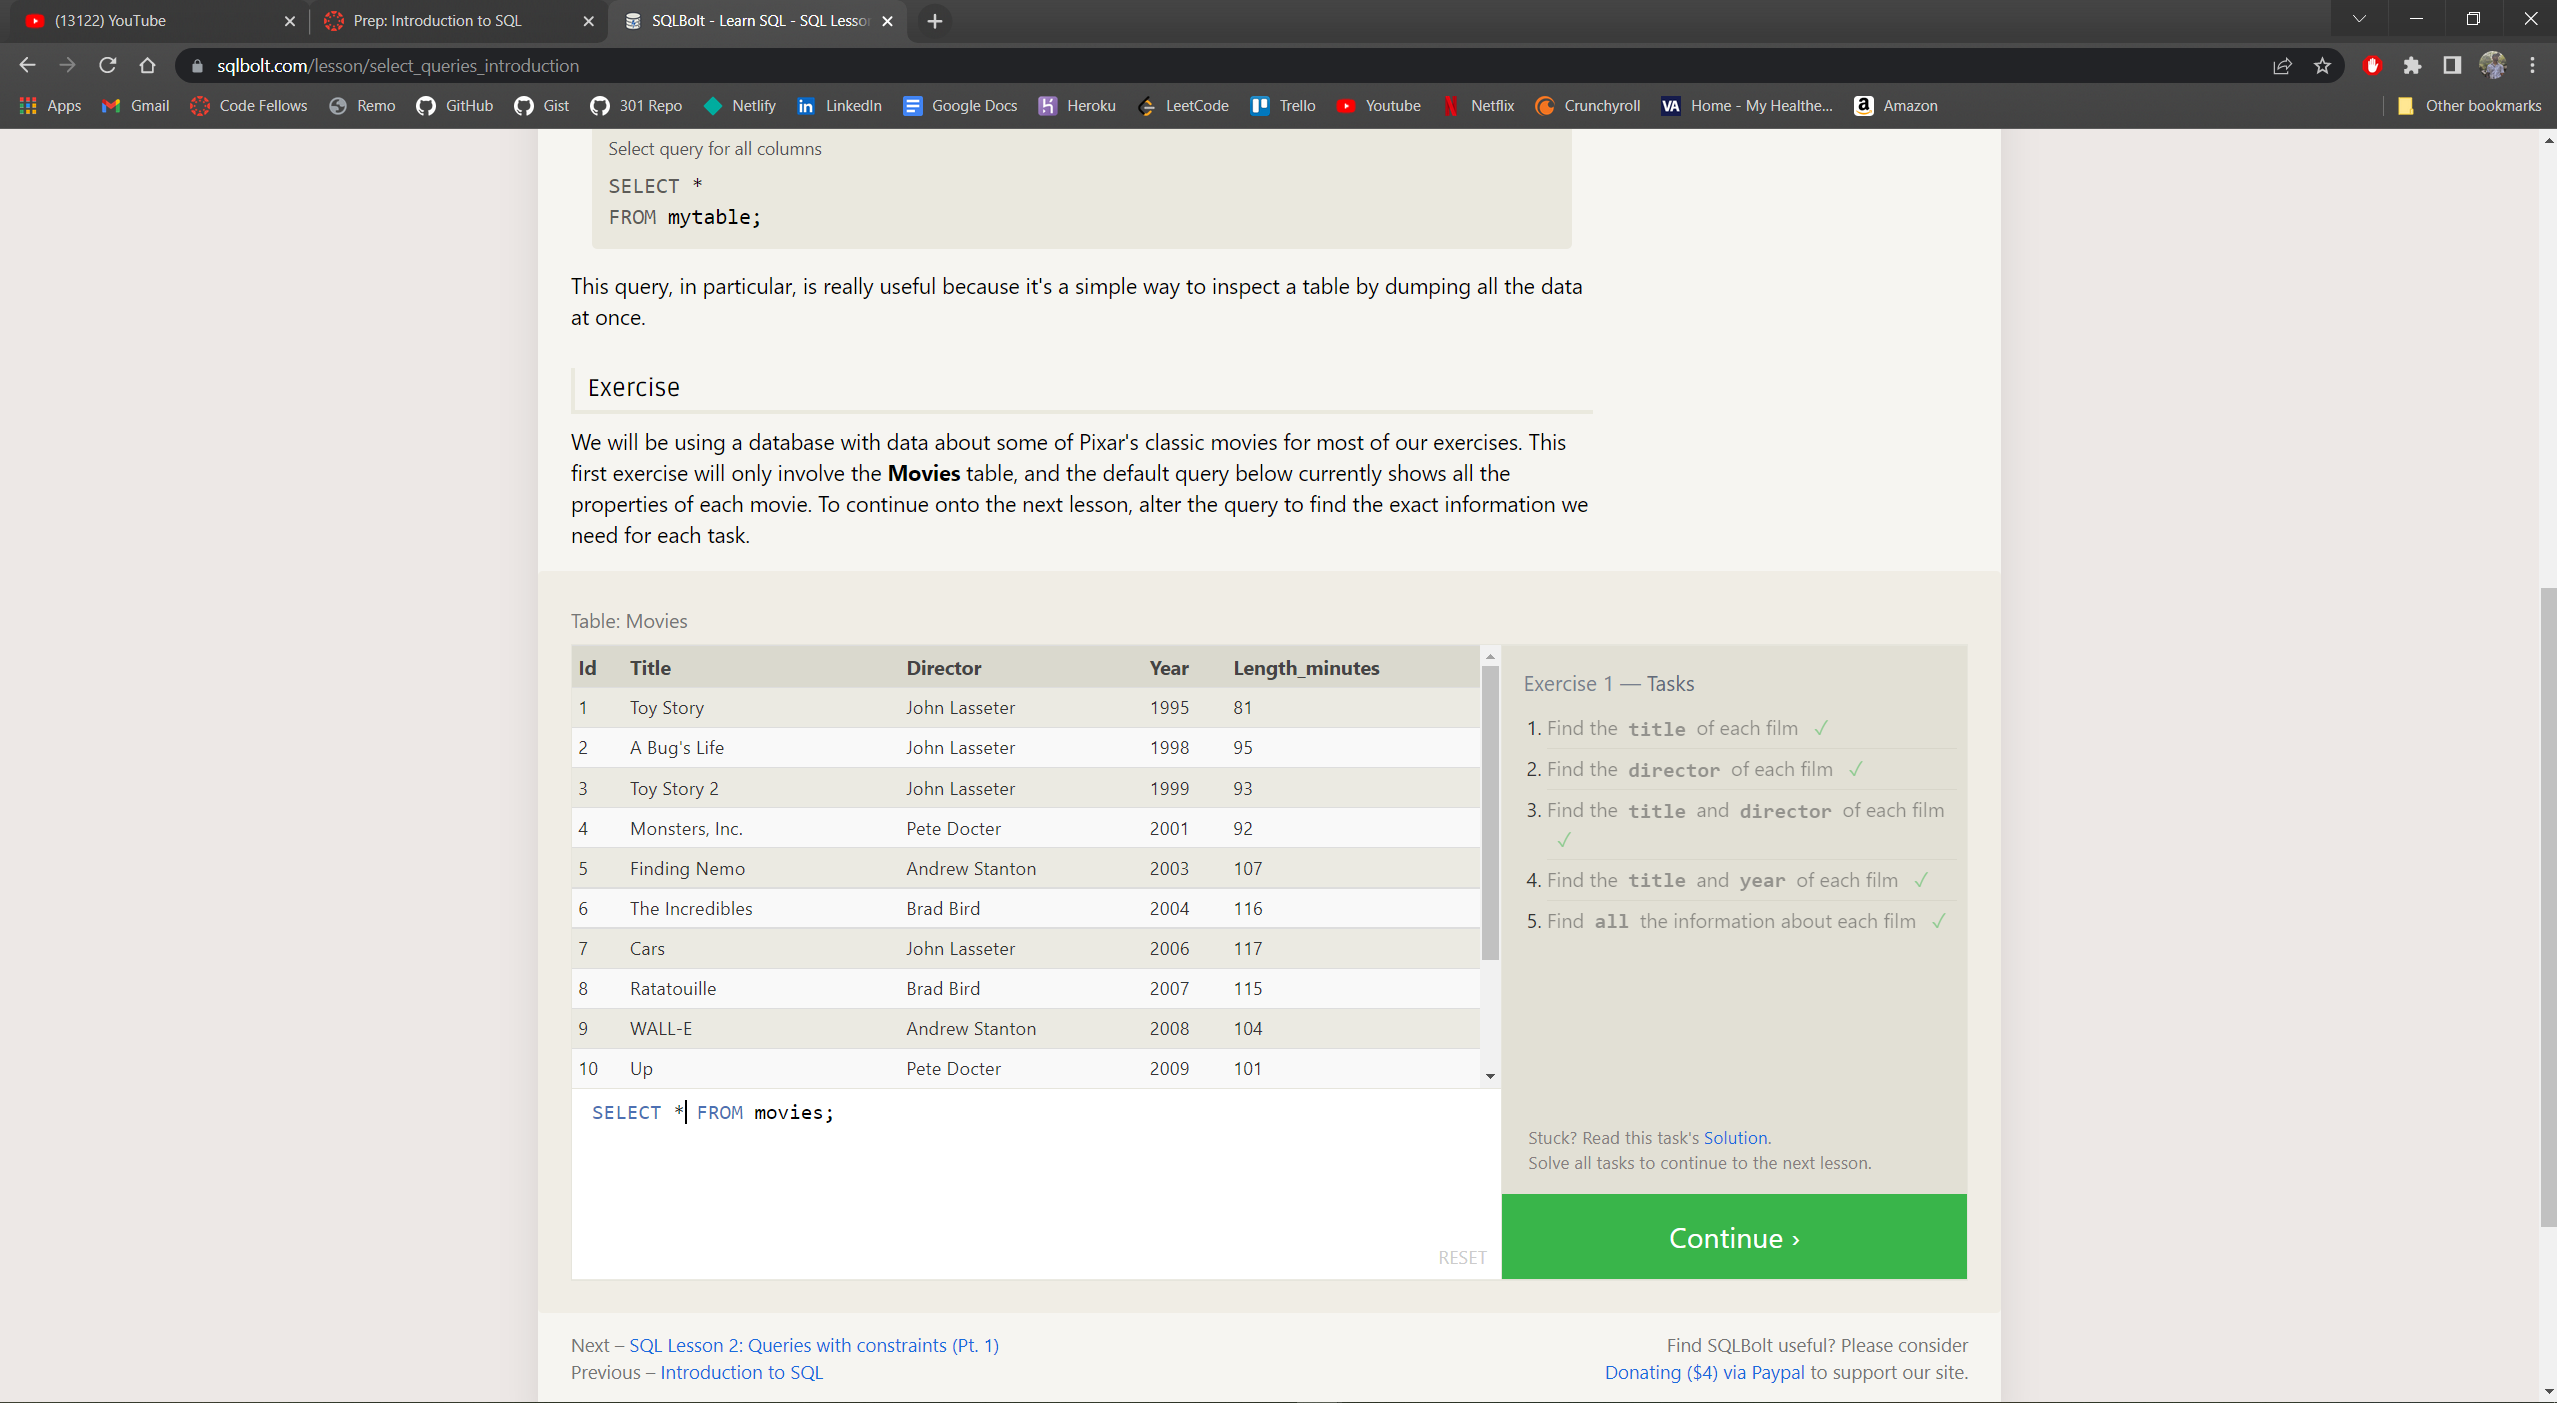 (13122) YouTube
Prep: Introduction to SQL
SQLBolt - Learn SQL - SQL Lesso
sqlbolt.com/lesson/select_queries_introduction
Apps Gmail Code Fellows Remo GitHub Gist 301 Repo Netlify LinkedIn Google Docs Heroku LeetCode Trello Youtube Netflix Crunchyroll VA Home - My Healthe... Amazon Other bookmarks
Select query for all columns
SELECT *
FROM mytable;
This query, in particular, is really useful because it's a simple way to inspect a table by dumping all the data
at once.
Exercise
We will be using a database with data about some of Pixar's classic movies for most of our exercises. This
first exercise will only involve the Movies table, and the default query below currently shows all the
properties of each movie. To continue onto the next lesson, alter the query to find the exact information we
need for each task.
Table: Movies
Id Title Director Year Length_minutes
1 Toy Story John Lasseter 1995 81
2 A Bug's Life John Lasseter 1998 95
3 Toy Story 2 John Lasseter 1999 93
4 Monsters, Inc. Pete Docter 2001 92
5 Finding Nemo Andrew Stanton 2003 107
6 The Incredibles Brad Bird 2004 116
7 Cars John Lasseter 2006 117
8 Ratatouille Brad Bird 2007 115
9 WALL-E Andrew Stanton 2008 104
10 Up Pete Docter 2009 101
SELECT * FROM movies;
RESET
Exercise 1 — Tasks
1. Find the title of each film ✓
2. Find the director of each film ✓
3. Find the title and director of each film
✓
4. Find the title and year of each film ✓
5. Find all the information about each film ✓
Stuck? Read this task's Solution.
Solve all tasks to continue to the next lesson.
Continue ›
Next – SQL Lesson 2: Queries with constraints (Pt. 1)
Previous – Introduction to SQL
Find SQLBolt useful? Please consider
Donating ($4) via Paypal to support our site.